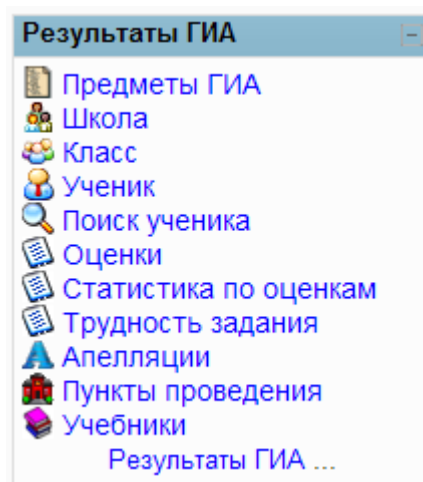 Результаты ГИА
Предметы ГИА
Школа
Класс
Ученик
Поиск ученика
Оценки
Статистика по оценкам
Трудность задания
Апелляции
Пункты проведения
Учебники
Результаты ГИА ...